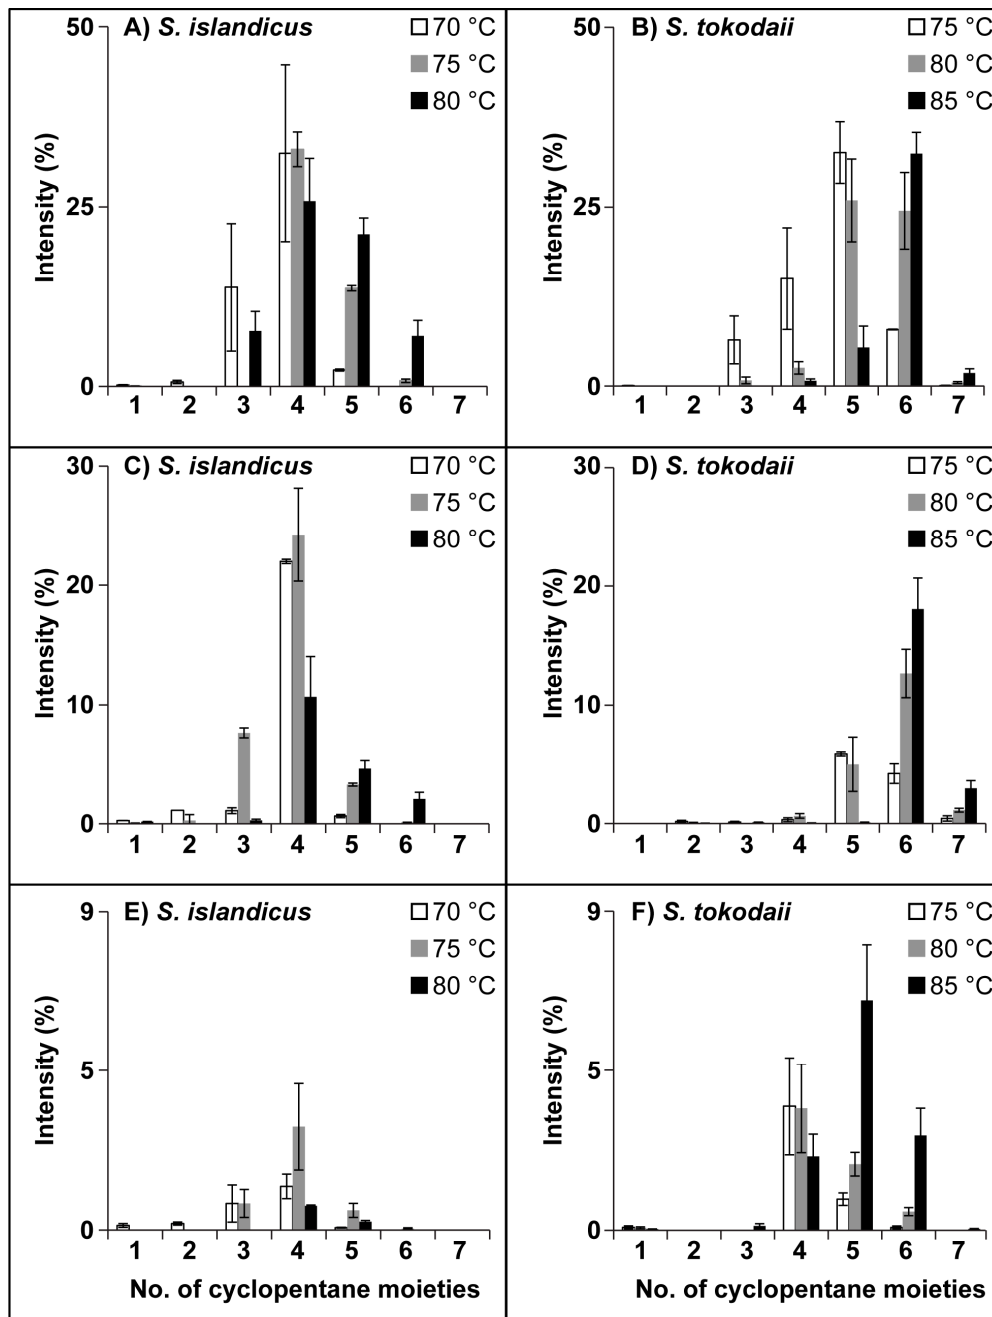 A) S. islandicus
70 °C
75 °C
80 °C
50
25
0
Intensity (%)
1 2 3 4 5 6 7
B) S. tokodaii
75 °C
80 °C
85 °C
50
25
0
Intensity (%)
1 2 3 4 5 6 7
C) S. islandicus
70 °C
75 °C
80 °C
30
20
10
0
Intensity (%)
1 2 3 4 5 6 7
D) S. tokodaii
75 °C
80 °C
85 °C
30
20
10
0
Intensity (%)
1 2 3 4 5 6 7
E) S. islandicus
70 °C
75 °C
80 °C
9
5
0
Intensity (%)
1 2 3 4 5 6 7
No. of cyclopentane moieties
F) S. tokodaii
75 °C
80 °C
85 °C
9
5
0
Intensity (%)
1 2 3 4 5 6 7
No. of cyclopentane moieties